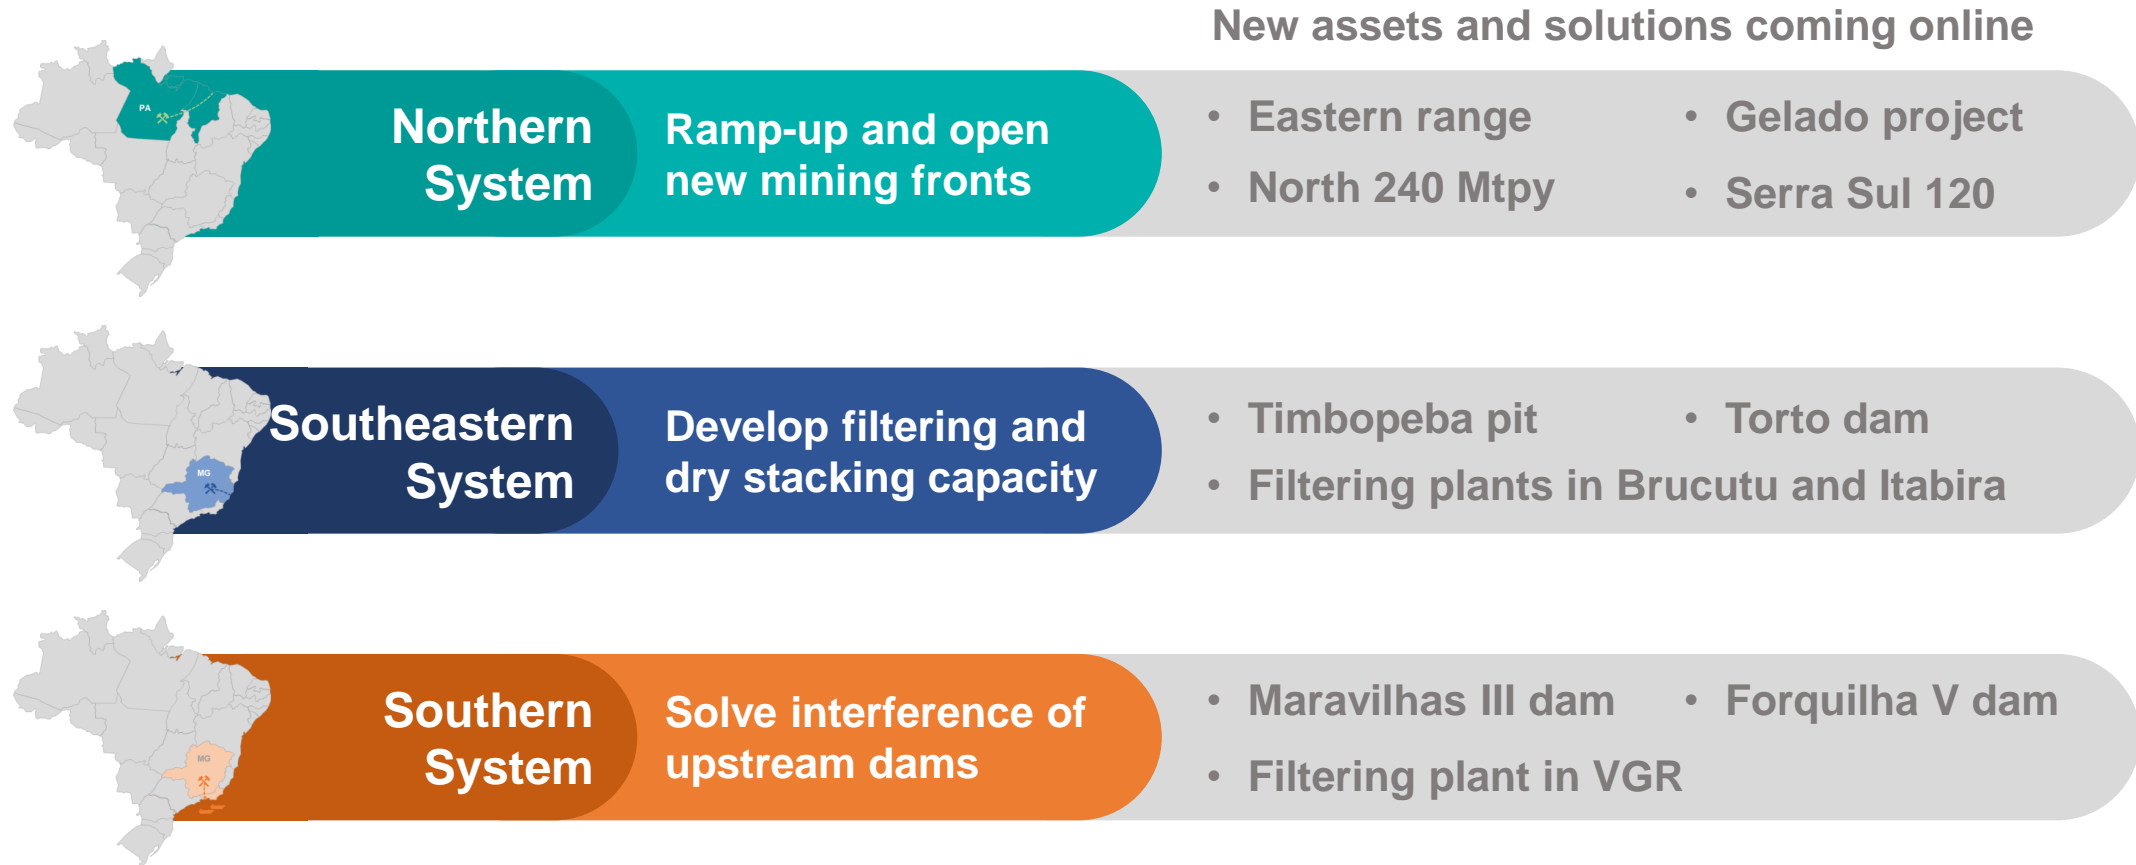 New assets and solutions coming online
PA
Northern
System
Ramp-up and open
new mining fronts
• Eastern range
• Gelado project
• North 240 Mtpy
• Serra Sul 120
MG
Southeastern
System
Develop filtering and
dry stacking capacity
• Timbopeba pit
• Torto dam
• Filtering plants in Brucutu and Itabira
MG
Southern
System
Solve interference of
upstream dams
• Maravilhas III dam
• Forquilha V dam
• Filtering plant in VGR